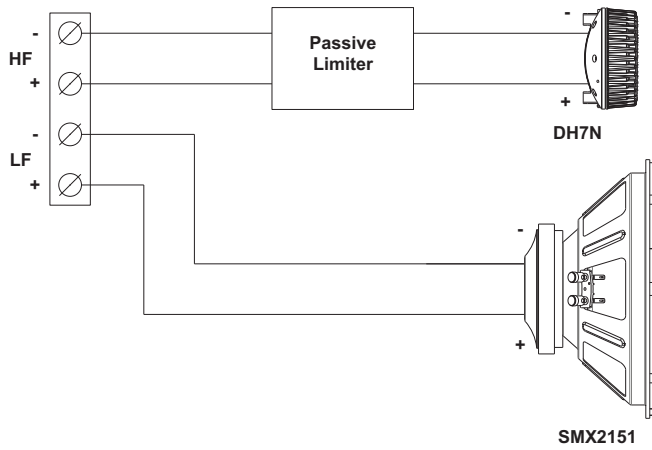 -
HF
+
-
LF
+
Passive
Limiter
-
+
DH7N
-
+
SMX2151